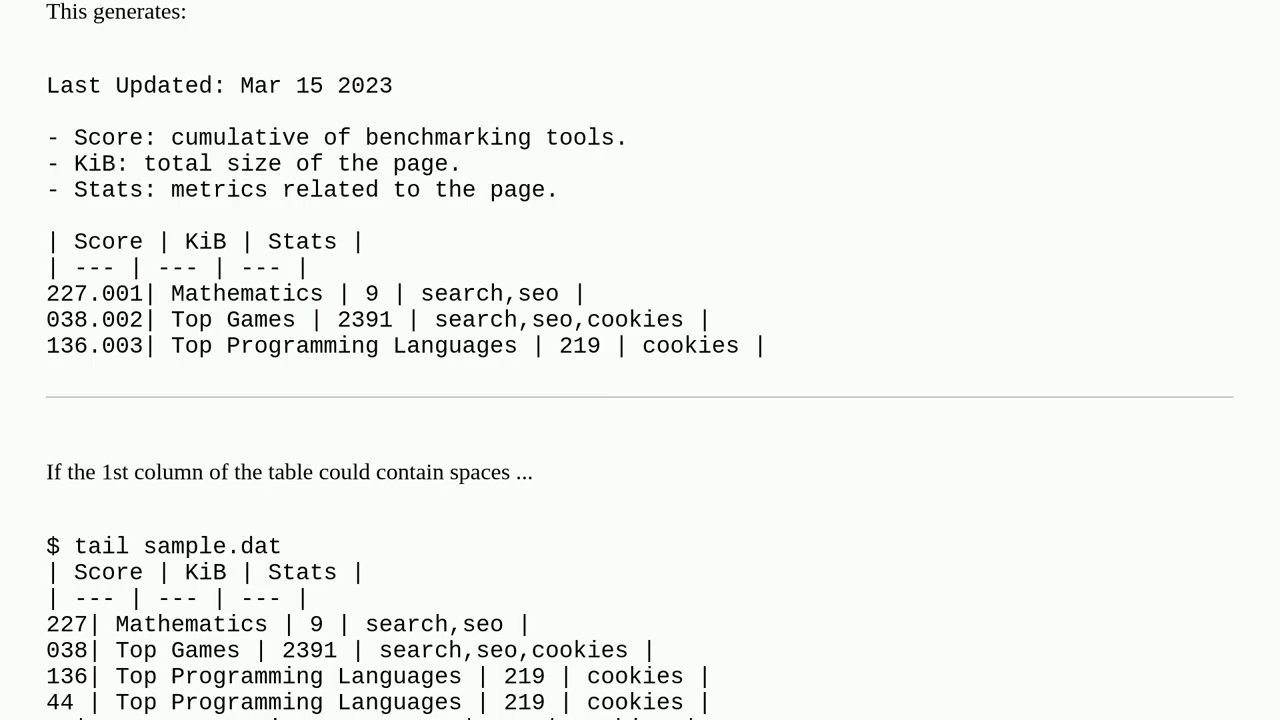 This generates:
Last Updated: Mar 15 2023
- Score: cumulative of benchmarking tools.
- KiB: total size of the page.
- Stats: metrics related to the page.
| Score | KiB | Stats |
| --- | --- | --- |
227.001| Mathematics | 9 | search,seo |
038.002| Top Games | 2391 | search,seo,cookies |
136.003| Top Programming Languages | 219 | cookies |
If the 1st column of the table could contain spaces ...
$ tail sample.dat
| Score | KiB | Stats |
| --- | --- | --- |
227| Mathematics | 9 | search,seo |
038| Top Games | 2391 | search,seo,cookies |
136| Top Programming Languages | 219 | cookies |
44 | Top Programming Languages | 219 | cookies |